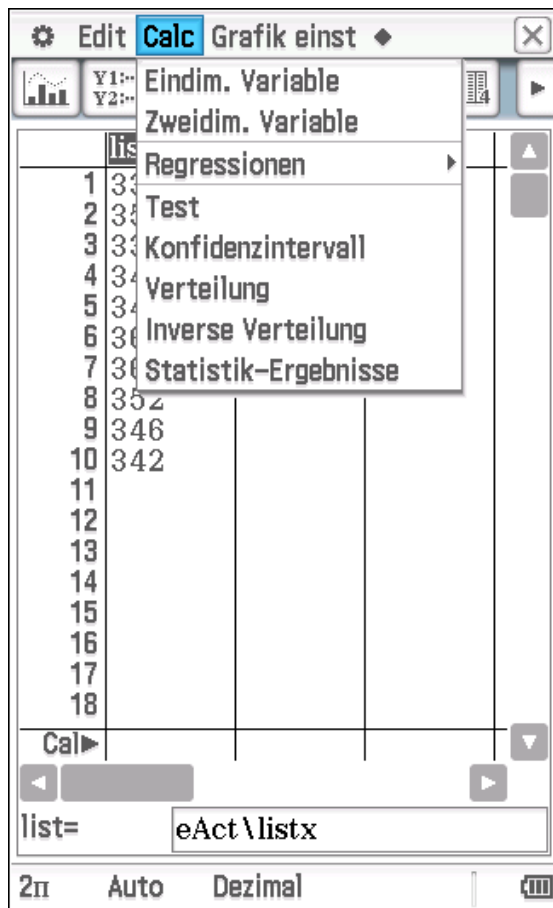 Edit Calc Grafik einst
Y1:
Y2:
Eindim. Variable
Zweidim. Variable
Regressionen
Test
Konfidenzintervall
Verteilung
Inverse Verteilung
Statistik-Ergebnisse
1
2
3
4
5
6
7
8 352
9 346
10 342
11
12
13
14
15
16
17
18
Cal
list= eAct\listx
2π Auto Dezimal